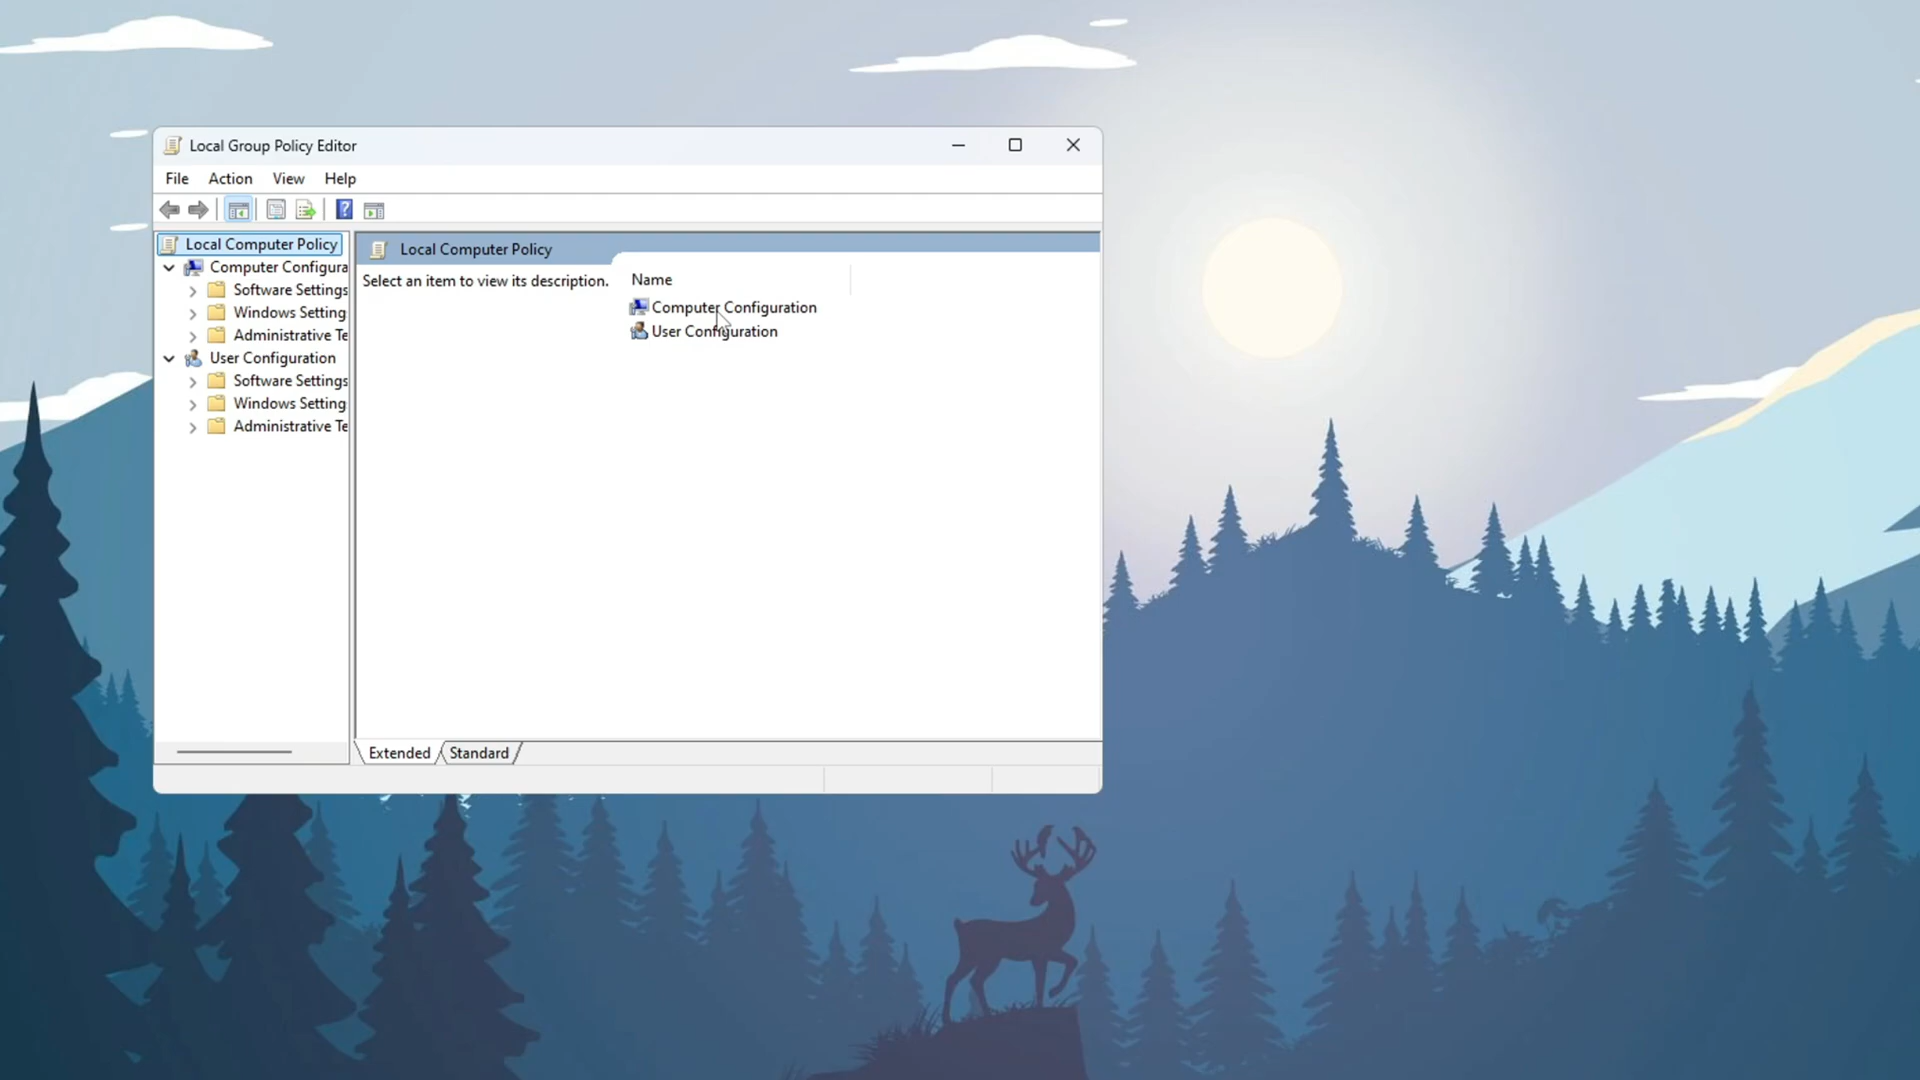 Local Group Policy Editor
File Action View Help
Local Computer Policy
Computer Configura
Software Settings
Windows Setting
Administrative Te
User Configuration
Software Settings
Windows Setting
Administrative Te
Local Computer Policy
Select an item to view its description.
Name
Computer Configuration
User Configuration
Extended Standard